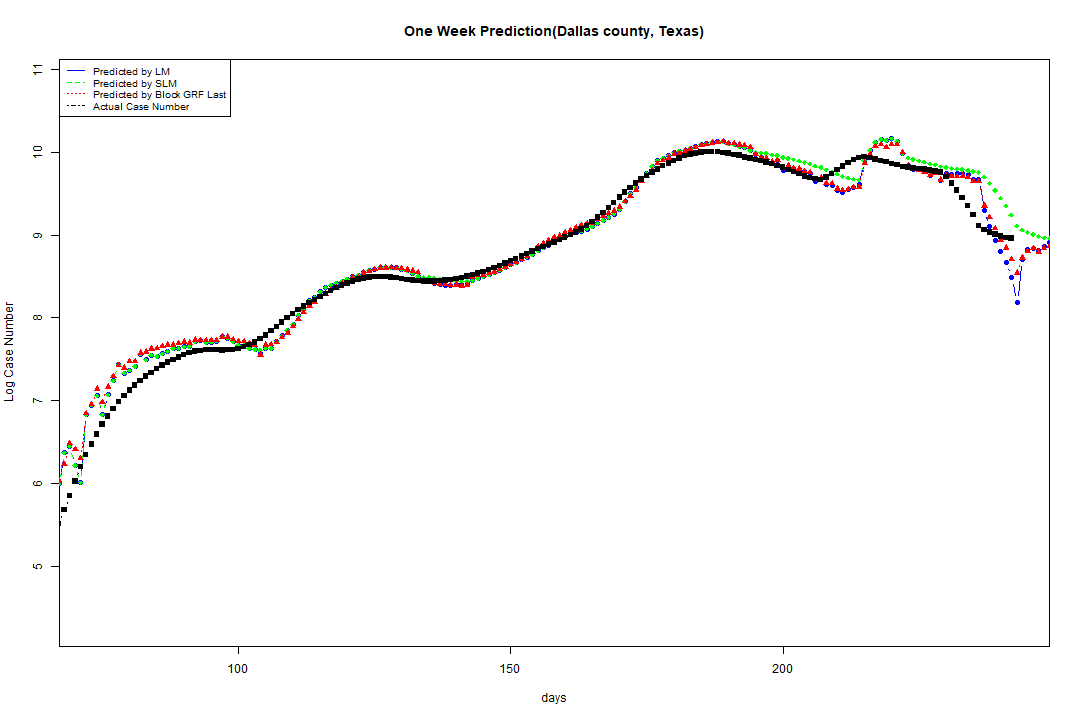 One Week Prediction(Dallas county, Texas)
Predicted by LM
Predicted by SLM
Predicted by Block GRF Last
Actual Case Number
11
10
9
8
7
6
5
Log Case Number
100 150 200
days